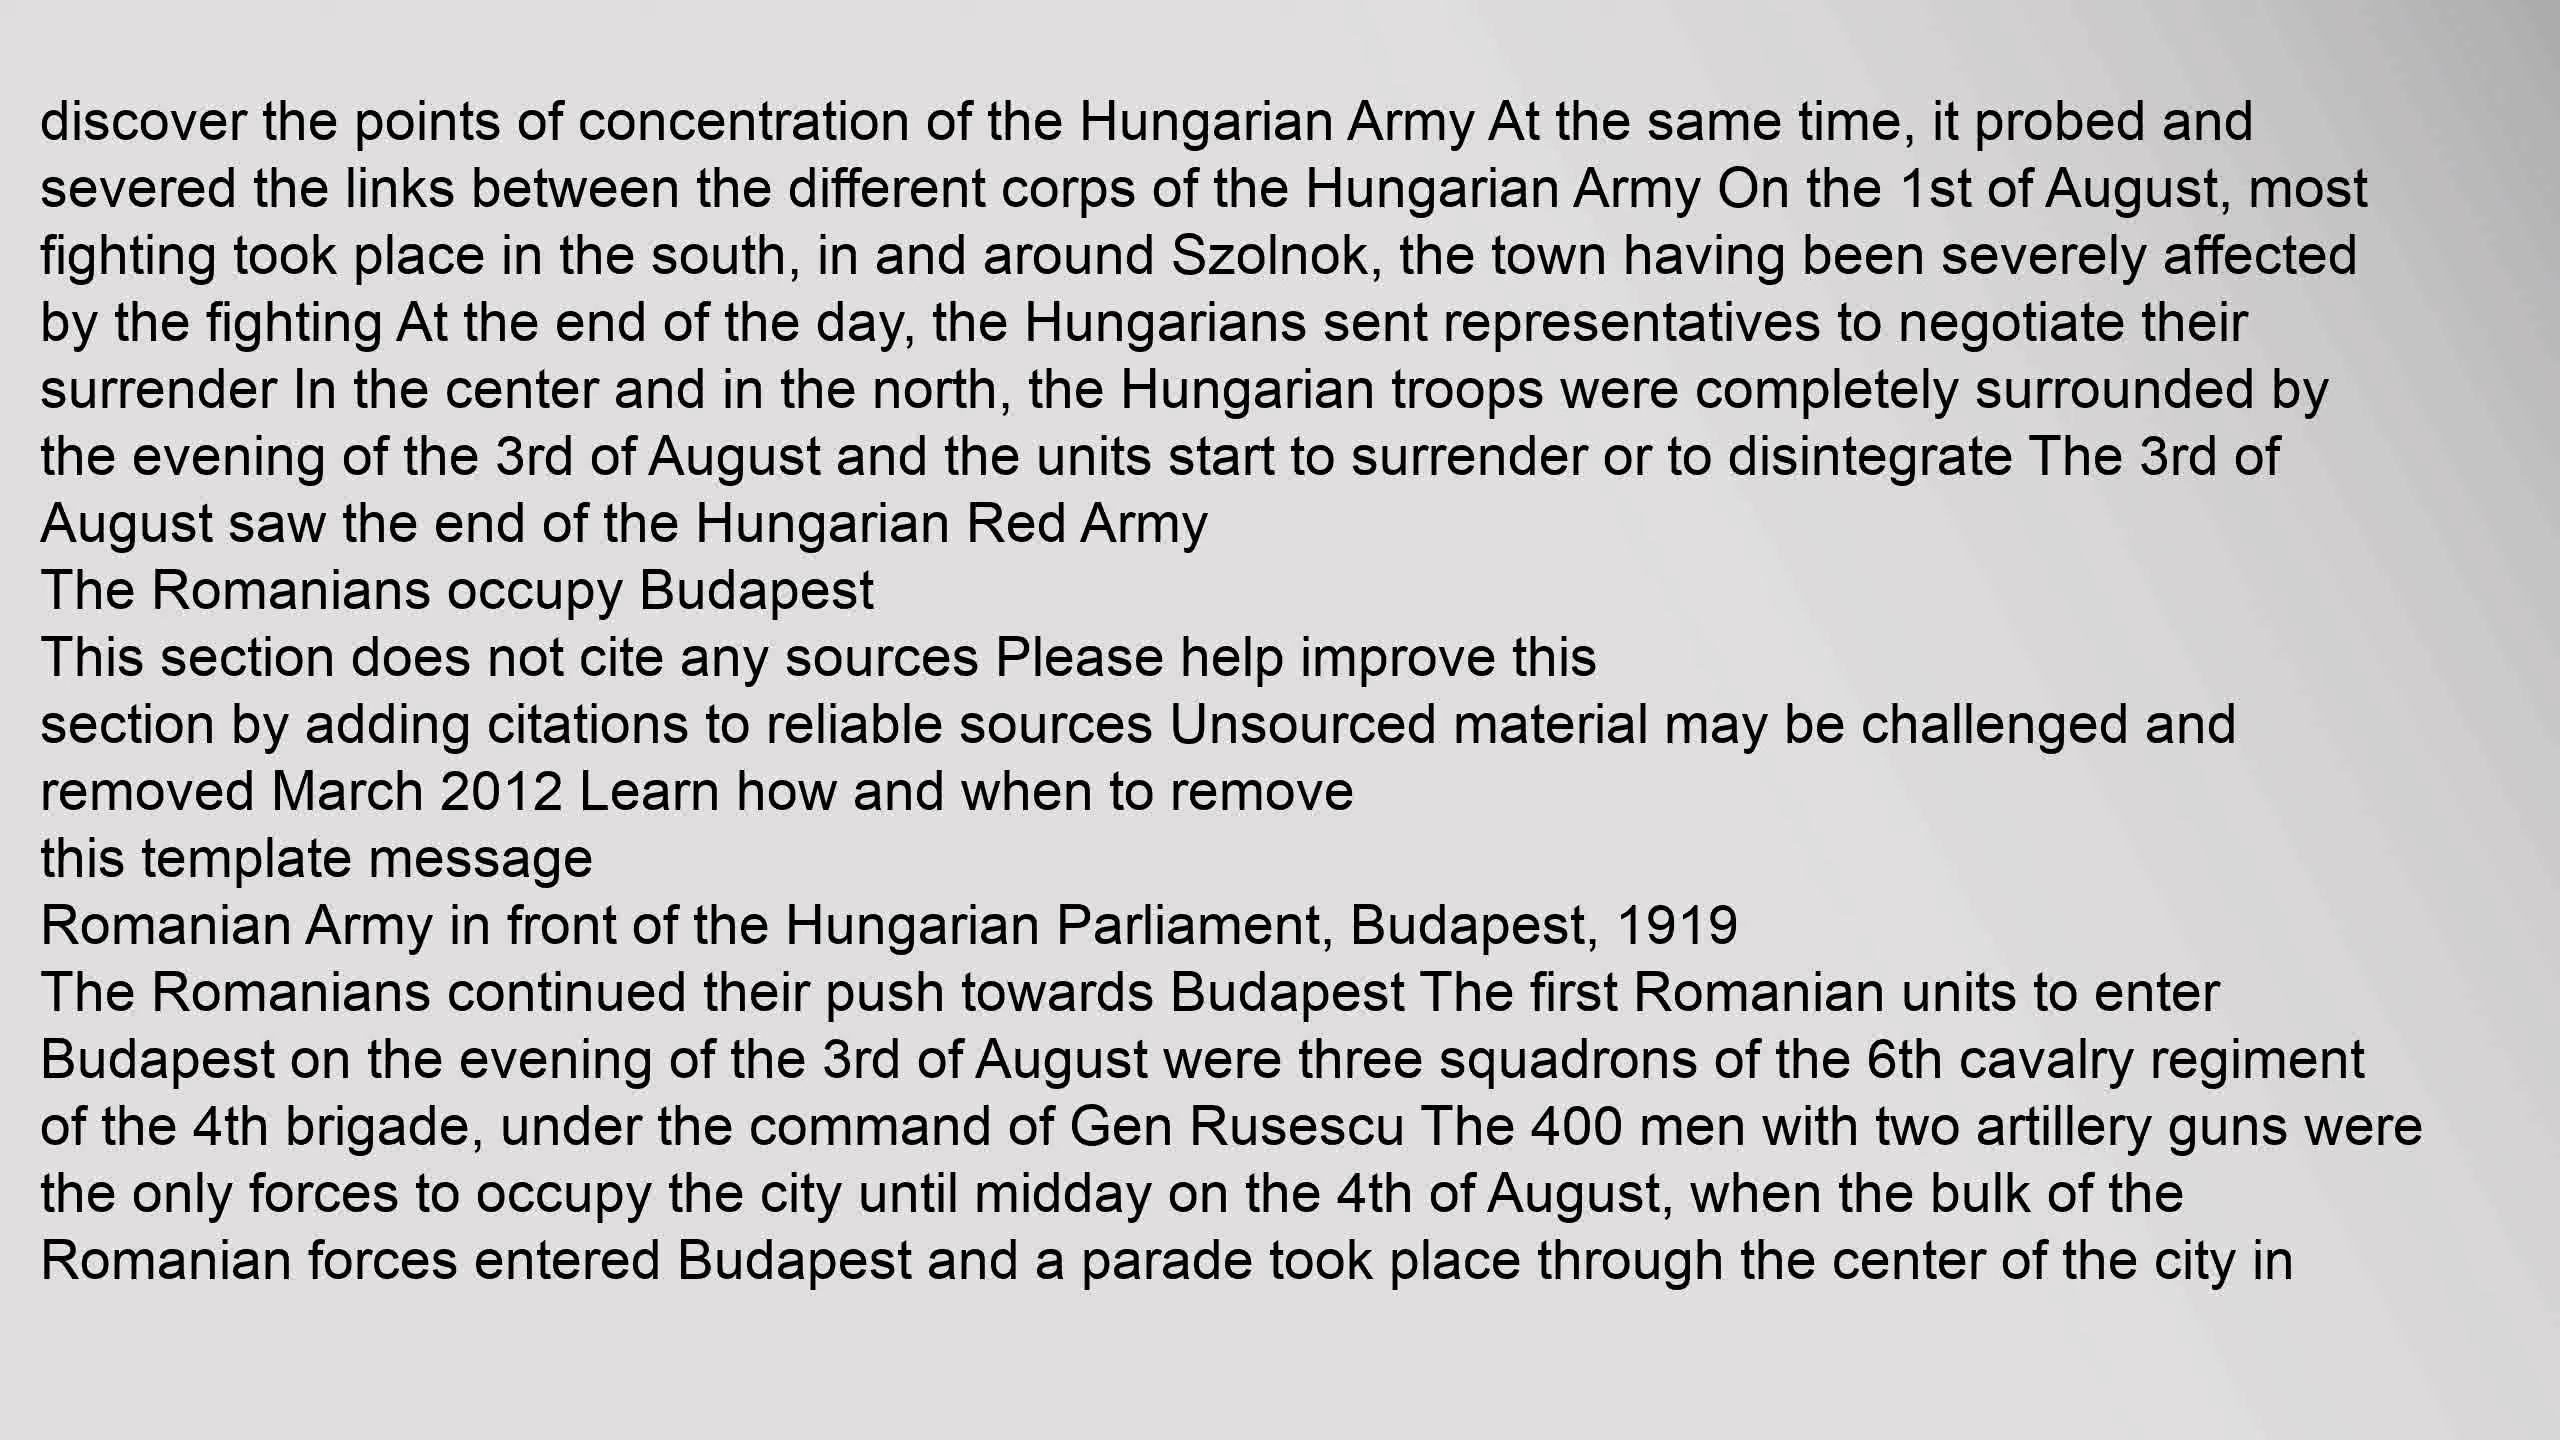 discover the points of concentration of the Hungarian Army At the same time, it probed and
severed the links between the different corps of the Hungarian Army On the 1st of August, most
fighting took place in the south, in and around Szolnok, the town having been severely affected
by the fighting At the end of the day, the Hungarians sent representatives to negotiate their
surrender In the center and in the north, the Hungarian troops were completely surrounded by
the evening of the 3rd of August and the units start to surrender or to disintegrate The 3rd of
August saw the end of the Hungarian Red Army
The Romanians occupy Budapest
This section does not cite any sources Please help improve this
section by adding citations to reliable sources Unsourced material may be challenged and
removed March 2012 Learn how and when to remove
this template message
Romanian Army in front of the Hungarian Parliament, Budapest, 1919
The Romanians continued their push towards Budapest The first Romanian units to enter
Budapest on the evening of the 3rd of August were three squadrons of the 6th cavalry regiment
of the 4th brigade, under the command of Gen Rusescu The 400 men with two artillery guns were
the only forces to occupy the city until midday on the 4th of August, when the bulk of the
Romanian forces entered Budapest and a parade took place through the center of the city in